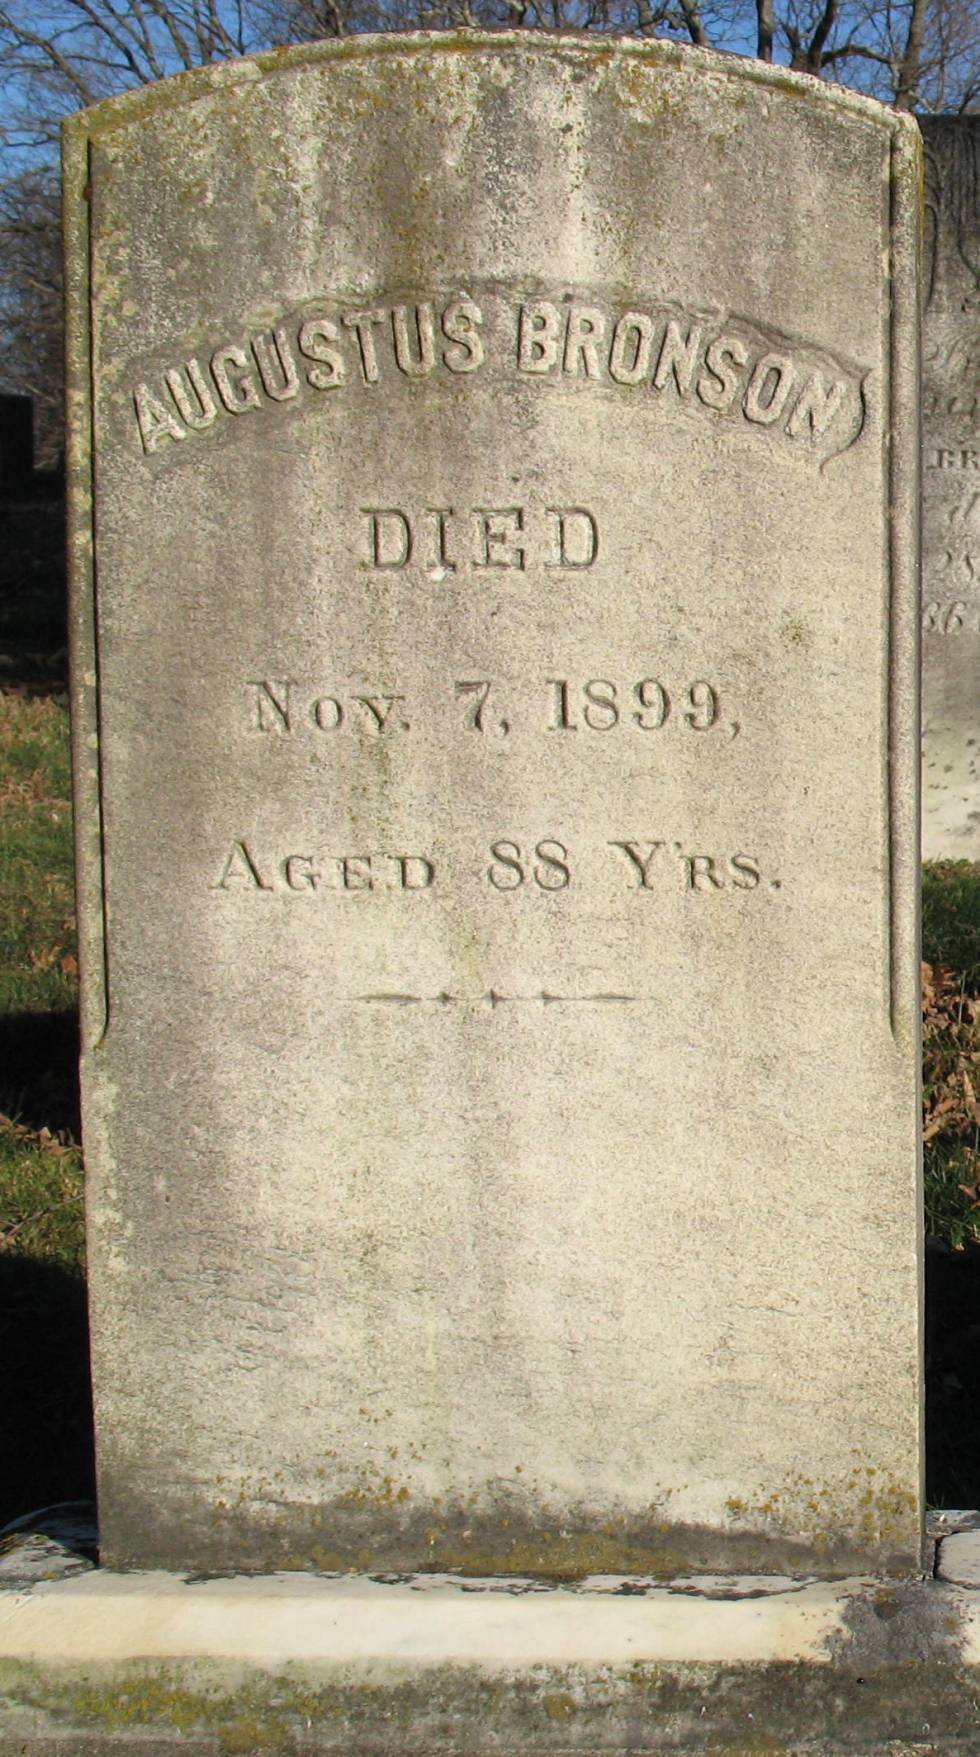 AUGUSTUS BRONSON
DIED
Nov. 7, 1899,
AGED 88 Y'RS.